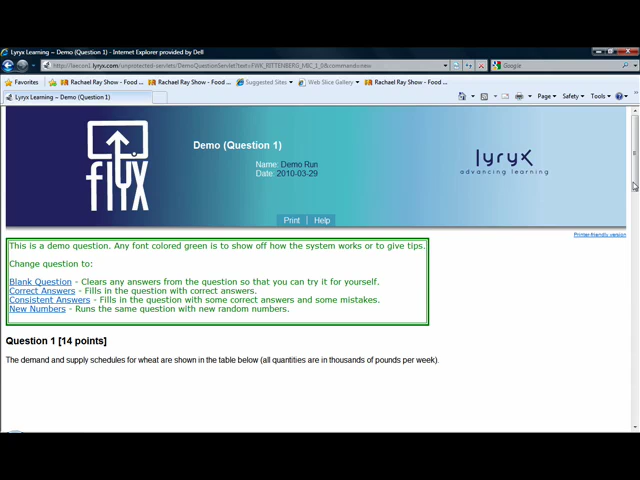 Lyryx Learning ~ Demo (Question 1) - Internet Explorer provided by Dell
Google
Favorites
Rachael Ray Show - Food ...
Rachael Ray Show - Food ...
Suggested Sites
Web Slice Gallery
Rachael Ray Show - Food ...
Lyryx Learning ~ Demo (Question 1)
Page
Safety
Tools
flyx
Demo (Question 1)
Name: Demo Run
Date: 2010-03-29
lyryx
advancing learning
Print | Help
Printer-friendly version
This is a demo question. Any font colored green is to show off how the system works or to give tips.
Change question to:
Blank Question - Clears any answers from the question so that you can try it for yourself.
Correct Answers - Fills in the question with correct answers.
Consistent Answers - Fills in the question with some correct answers and some mistakes.
New Numbers - Runs the same question with new random numbers.
Question 1 [14 points]
The demand and supply schedules for wheat are shown in the table below (all quantities are in thousands of pounds per week).